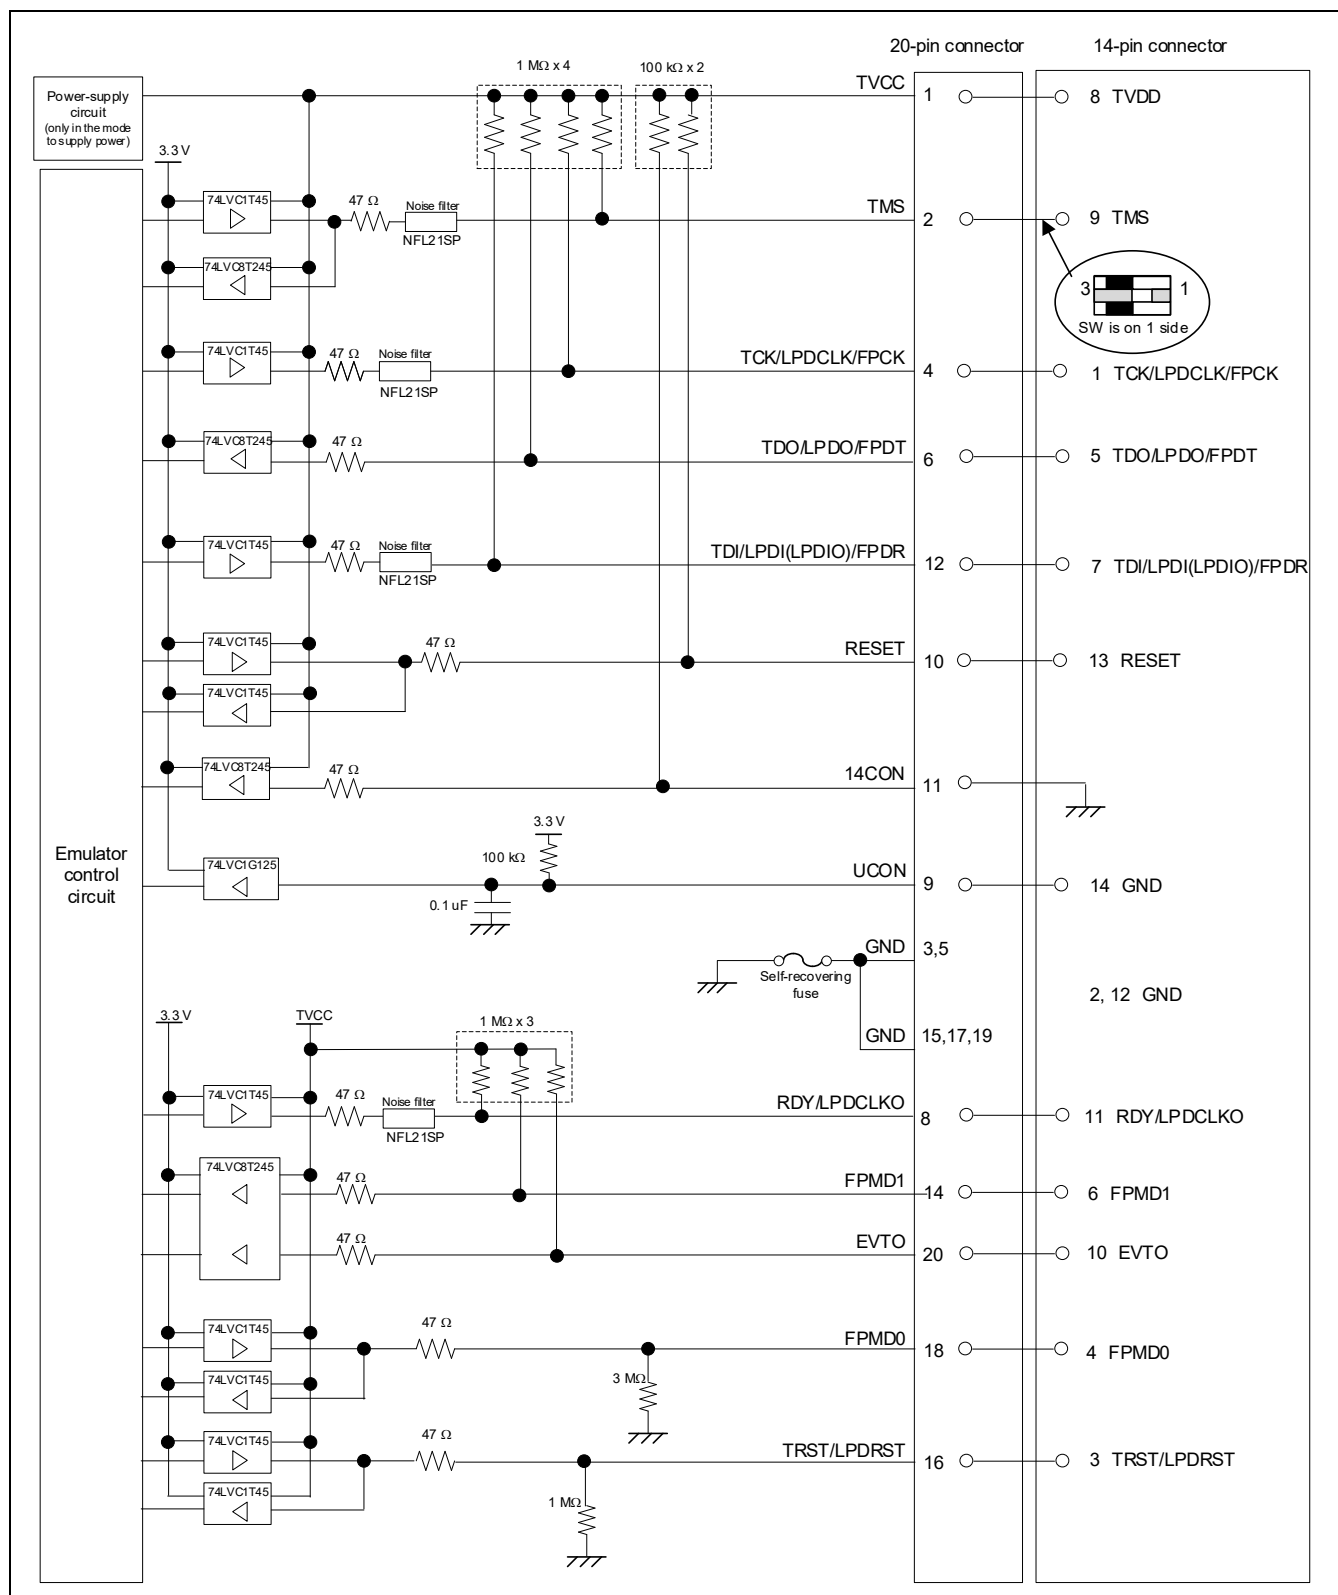 20-pin connector 14-pin connector
1 MΩ x 4 100 kΩ x 2
Power-supply
circuit
(only in the mode
to supply power)
TVCC 1 8 TVDD
3.3 V
74LVC1T45 47 Ω Noise filter
NFL21SP
TMS 2 9 TMS
74LVC8T245
3 1
SW is on 1 side
74LVC1T45 47 Ω Noise filter
NFL21SP
TCK/LPDCLK/FPCK 4 1 TCK/LPDCLK/FPCK
74LVC8T245 47 Ω
TDO/LPDO/FPDT 6 5 TDO/LPDO/FPDT
74LVC1T45 47 Ω Noise filter
NFL21SP
TDI/LPDI(LPDIO)/FPDR 12 7 TDI/LPDI(LPDIO)/FPDR
74LVC1T45 47 Ω
RESET 10 13 RESET
74LVC1T45
74LVC8T245 47 Ω
14CON 11
3.3 V
Emulator
control
circuit
74LVC1G125 100 kΩ
UCON 9 14 GND
0.1 uF
GND 3,5
Self-recovering
fuse
2, 12 GND
3.3 V TVCC 1 MΩ x 3
GND 15,17,19
74LVC1T45 47 Ω Noise filter
NFL21SP
RDY/LPDCLKO 8 11 RDY/LPDCLKO
74LVC8T245 47 Ω
FPMD1 14 6 FPMD1
47 Ω
EVTO 20 10 EVTO
74LVC1T45 47 Ω
FPMD0 18 4 FPMD0
74LVC1T45
3 MΩ
74LVC1T45 47 Ω
TRST/LPDRST 16 3 TRST/LPDRST
74LVC1T45
1 MΩ